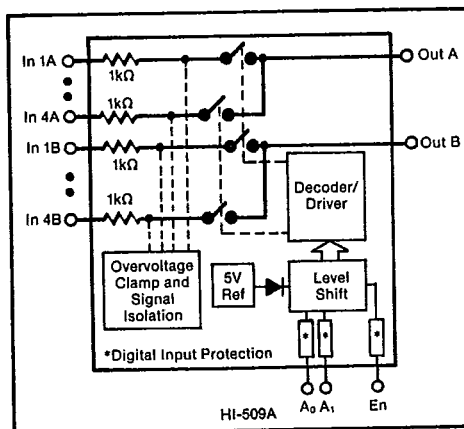 In 1A
1kΩ
Out A
1kΩ
In 4A
In 1B
1kΩ
Out B
1kΩ
In 4B
Decoder/
Driver
Overvoltage
Clamp and
Signal
Isolation
5V
Ref
Level
Shift
*Digital Input Protection
* * *
A₀ A₁ En
HI-509A